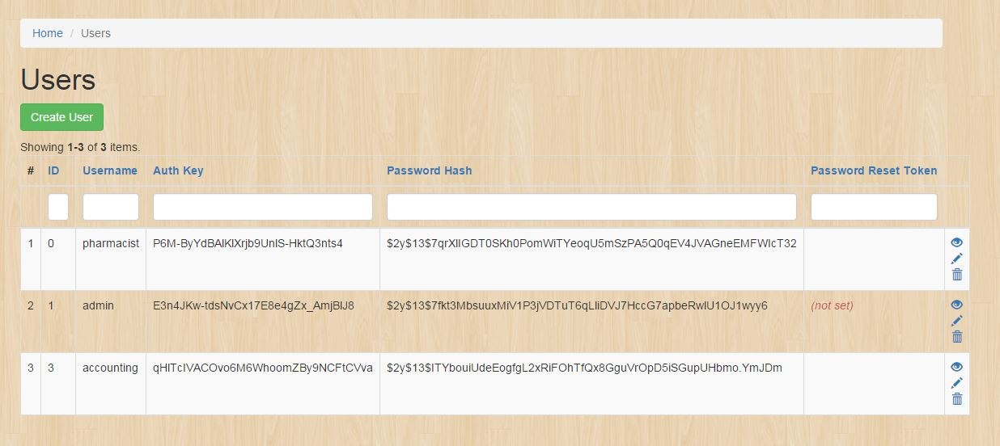 Home / Users
Users
Create User
Showing 1-3 of 3 items.
# ID Username Auth Key Password Hash Password Reset Token
1 0 pharmacist P6M-ByYdBAlKlXrjb9UnlS-HktQ3nts4 $2y$13$7qrXlIGDT0SKh0PomWiTYeoqU5mSzPA5Q0qEV4JVAGneEMFWIcT32
2 1 admin E3n4JKw-tdsNvCx17E8e4gZx_AmjBlJ8 $2y$13$7fkt3MbsuuxMiV1P3jVDTuT6qLIiDVJ7HccG7apbeRwlU1OJ1wyy6 (not set)
3 3 accounting qHITcIVACOvo6M6WhoomZBy9NCFtCVva $2y$13$ITYbouiUdeEogfgL2xRiFOhTfQx8GguVrOpD5iSGupUHbmo.YmJDm